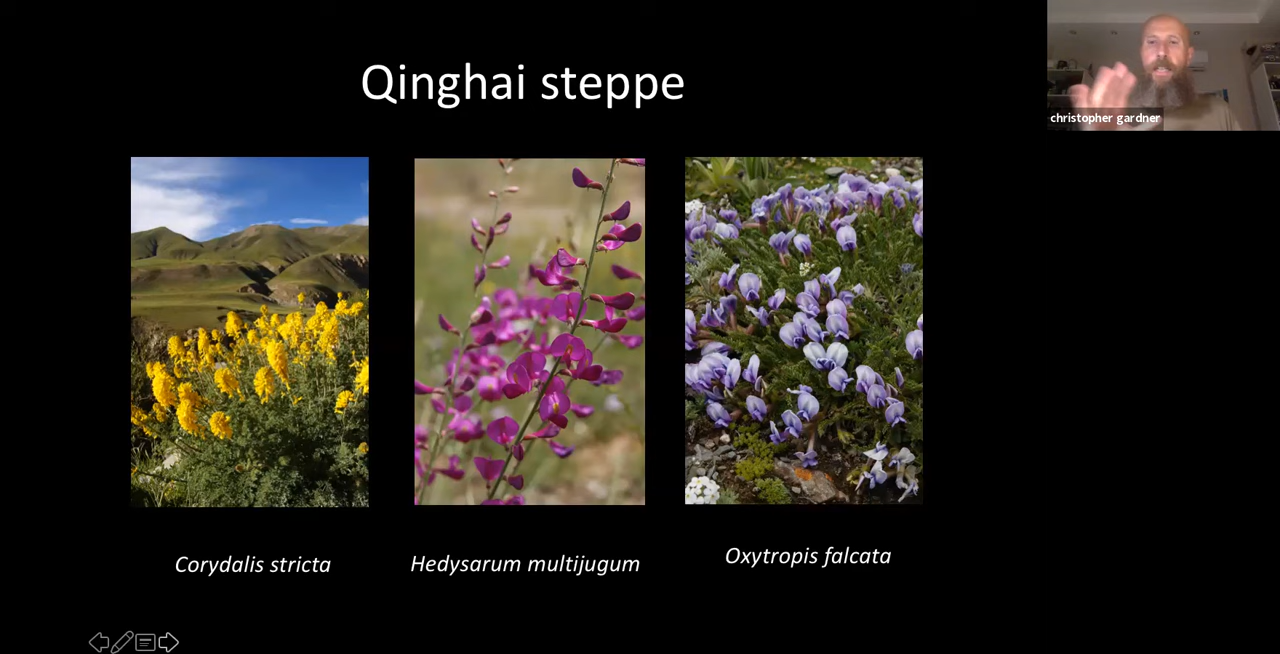 Qinghai steppe
christopher gardner
Corydalis stricta
Hedysarum multijugum
Oxytropis falcata